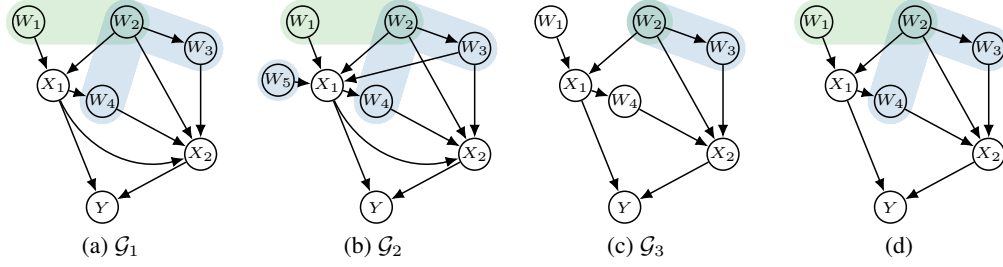 W₁ W₂ W₃ X₁ W₄ X₂ Y
W₁ W₂ W₃ W₅ X₁ W₄ X₂ Y
W₁ W₂ W₃ X₁ W₄ X₂ Y
W₁ W₂ W₃ X₁ W₄ X₂ Y
(a) 𝒢₁
(b) 𝒢₂
(c) 𝒢₃
(d)